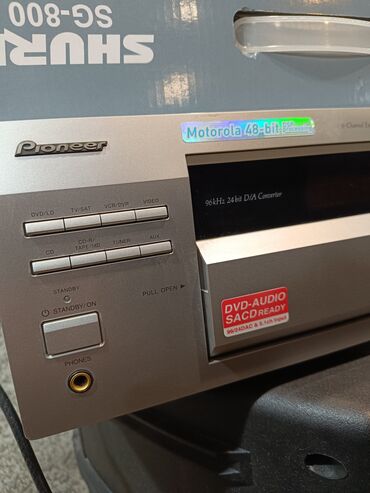 SHURE
SG-800
Pioneer
Motorola 48-bit Processing
96kHz 24bit D/A Converter
DVD/LD
TV/SAT
VCR/DVR
VIDEO
CD
CD-R/
TAPE/MD
TUNER
AUX
STANDBY
STANDBY/ON
PULL OPEN
PHONES
DVD-AUDIO
SACD READY
96/24DAC & 5.1ch Input